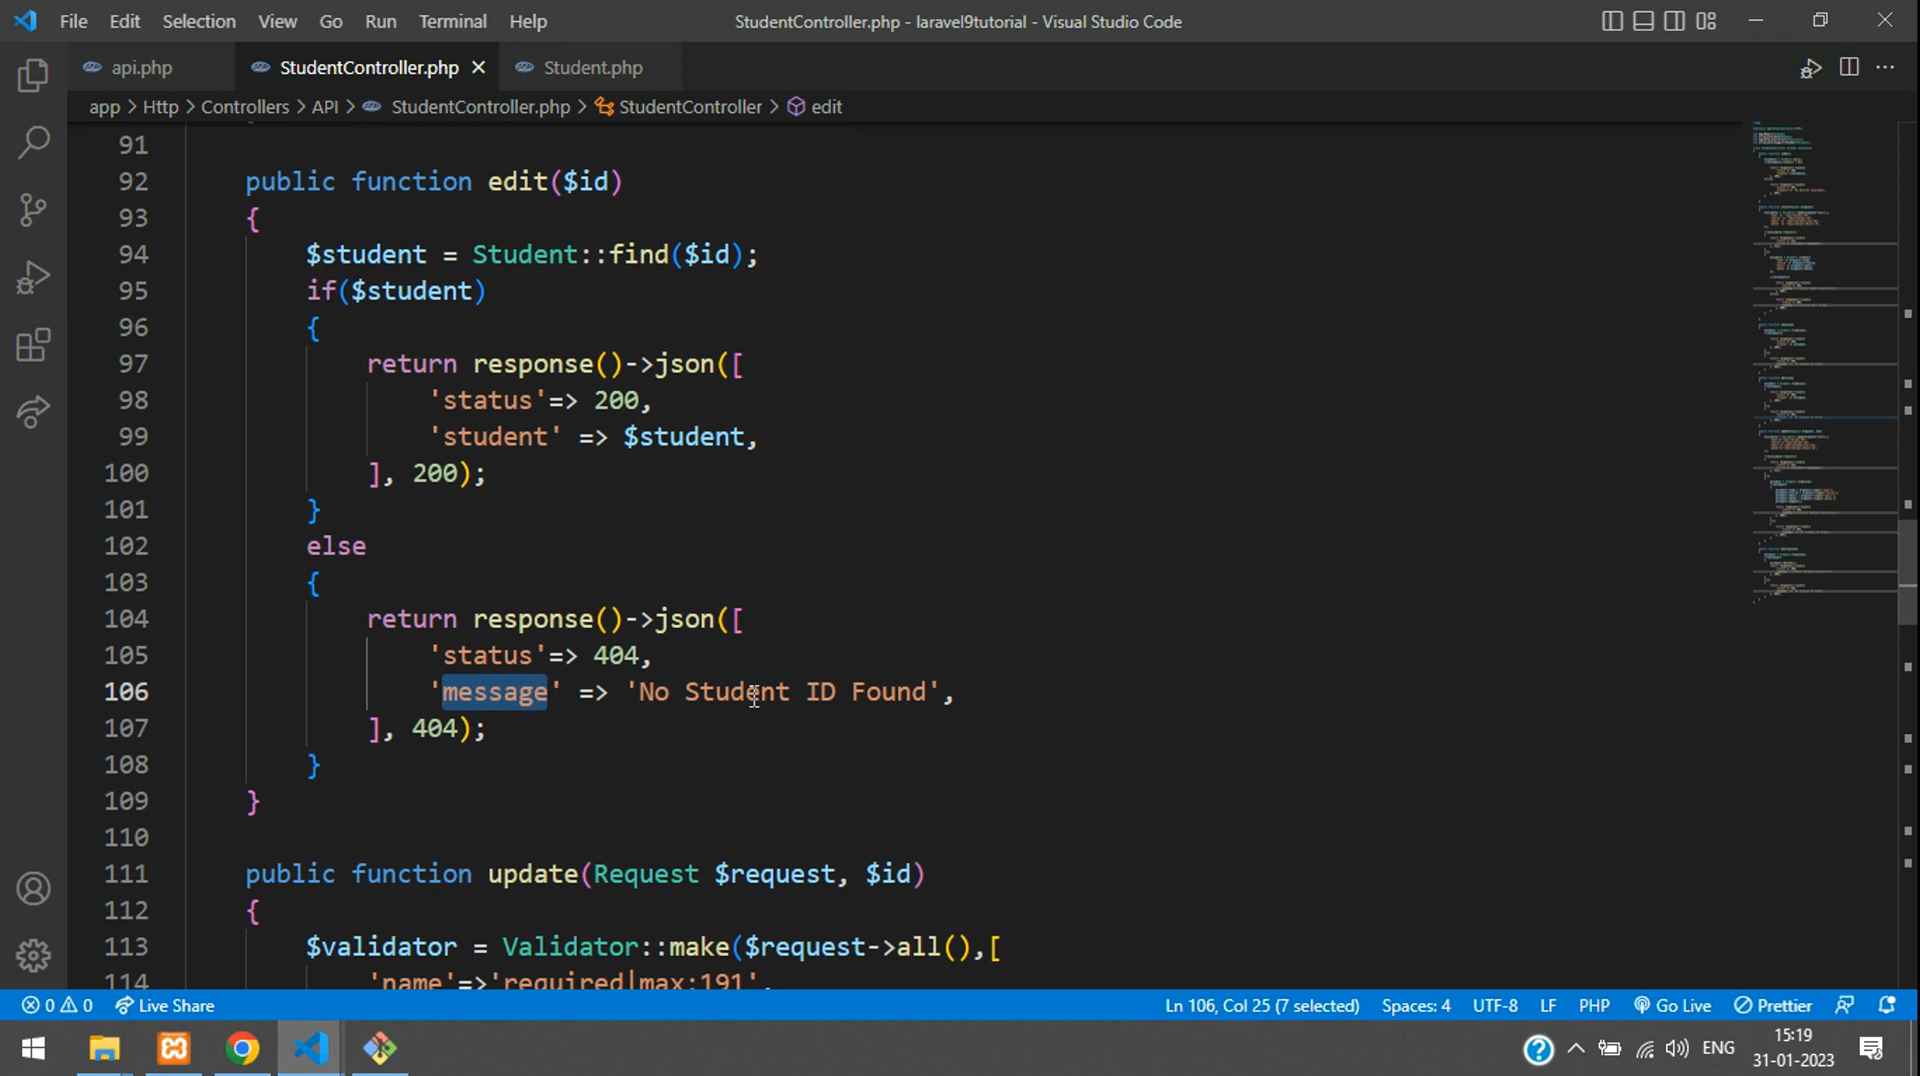 File Edit Selection View Go Run Terminal Help StudentController.php - laravel9tutorial - Visual Studio Code
api.php StudentController.php Student.php
app > Http > Controllers > API > StudentController.php > StudentController > edit
91
92 public function edit($id)
93 {
94 $student = Student::find($id);
95 if($student)
96 {
97 return response()->json([
98 'status'=> 200,
99 'student' => $student,
100 ], 200);
101 }
102 else
103 {
104 return response()->json([
105 'status'=> 404,
106 'message' => 'No Student ID Found',
107 ], 404);
108 }
109 }
110
111 public function update(Request $request, $id)
112 {
113 $validator = Validator::make($request->all(),[
114 'name'=>'required|max:191',
0 0 Live Share Ln 106, Col 25 (7 selected) Spaces: 4 UTF-8 LF PHP Go Live Prettier
ENG 15:19
31-01-2023